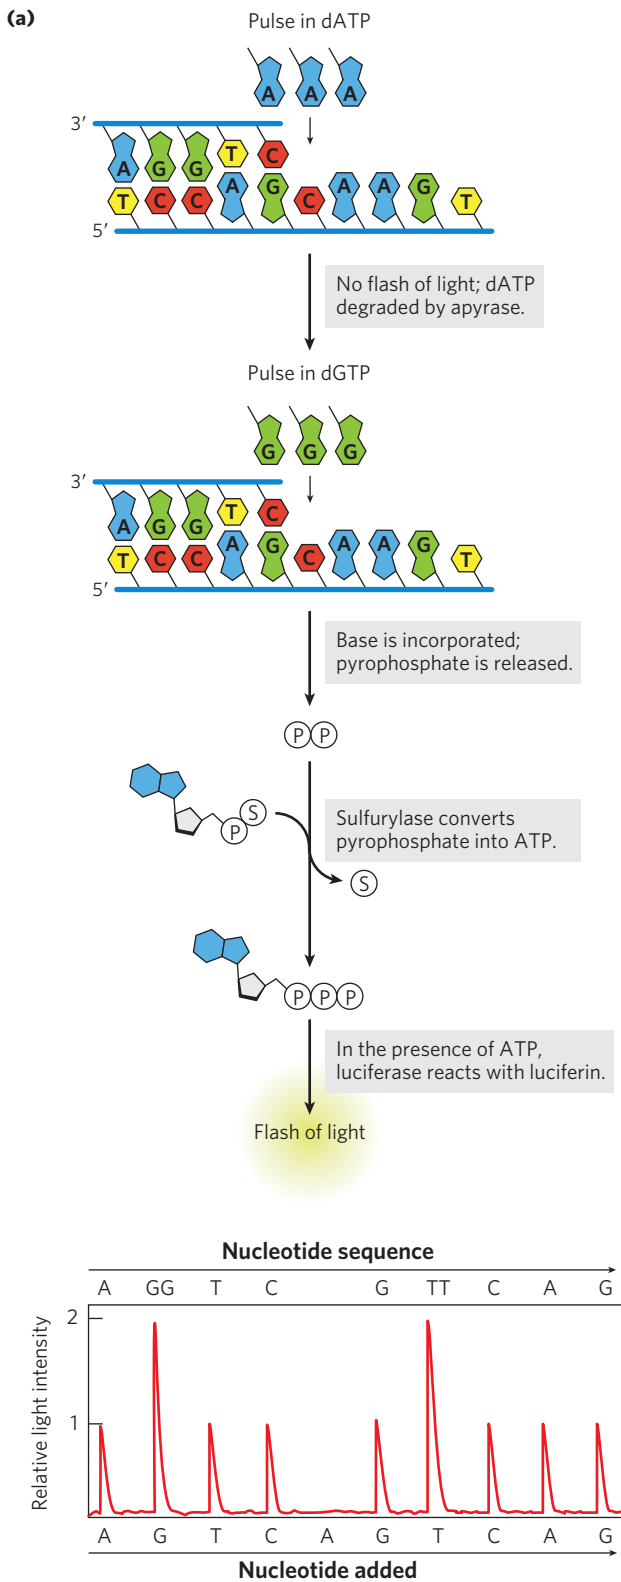 (a)
Pulse in dATP
A A A
3′
A G G T C
T C C A G C A A G T
5′
No flash of light; dATP
degraded by apyrase.
Pulse in dGTP
G G G
3′
A G G T C
T C C A G C A A G T
5′
Base is incorporated;
pyrophosphate is released.
P P
S
P
Sulfurylase converts
pyrophosphate into ATP.
S
P P P
In the presence of ATP,
luciferase reacts with luciferin.
Flash of light
Nucleotide sequence
A GG T C G TT C A G
2
1
Relative light intensity
A G T C A G T C A G
Nucleotide added